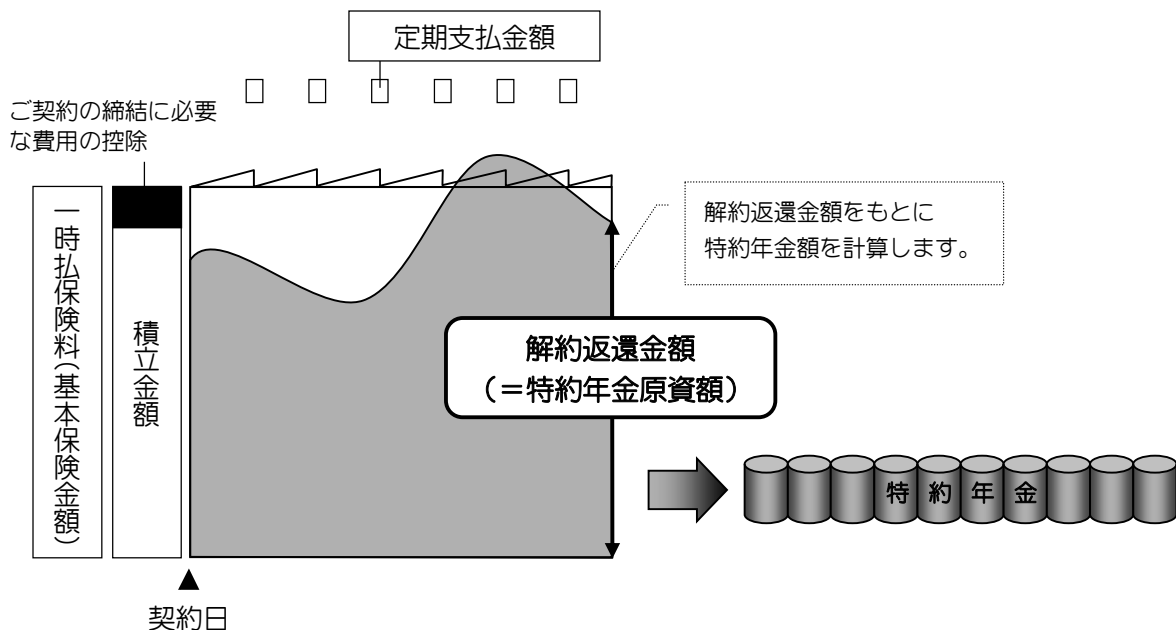 定期支払金額
ご契約の締結に必要
な費用の控除
一時払保険料(基本保険金額)
積立金額
解約返還金額をもとに
特約年金額を計算します。
解約返還金額
(=特約年金原資額)
特約年金
▲
契約日